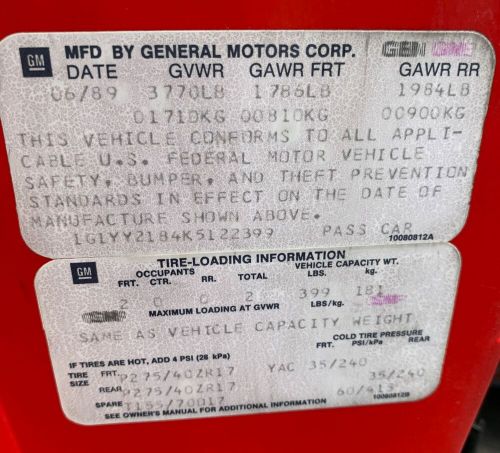 GM MFD BY GENERAL MOTORS CORP. GEN
DATE GVWR GAWR FRT GAWR RR
06/89 3770LB 1786LB 1984LB
01710KG 00810KG 00900KG
THIS VEHICLE CONFORMS TO ALL APPLI-
CABLE U.S. FEDERAL MOTOR VEHICLE
SAFETY, BUMPER, AND THEFT PREVENTION
STANDARDS IN EFFECT ON THE DATE OF
MANUFACTURE SHOWN ABOVE.
1G1YY2184K5122399 PASS CAR
10080812A
GM TIRE-LOADING INFORMATION
OCCUPANTS VEHICLE CAPACITY WT.
FRT. CTR. RR. TOTAL LBS. kg.
2 0 0 2 399 181
MAXIMUM LOADING AT GVWR LBS/kg.
SAME AS VEHICLE CAPACITY WEIGHT
COLD TIRE PRESSURE
FRT. PSI/kPa REAR
IF TIRES ARE HOT, ADD 4 PSI (28 kPa)
TIRE SIZE FRT. P275/40ZR17 YAC 35/240
REAR P275/40ZR17 35/240
SPARE T155/70D17 60/415
SEE OWNER'S MANUAL FOR ADDITIONAL INFORMATION 10080812B